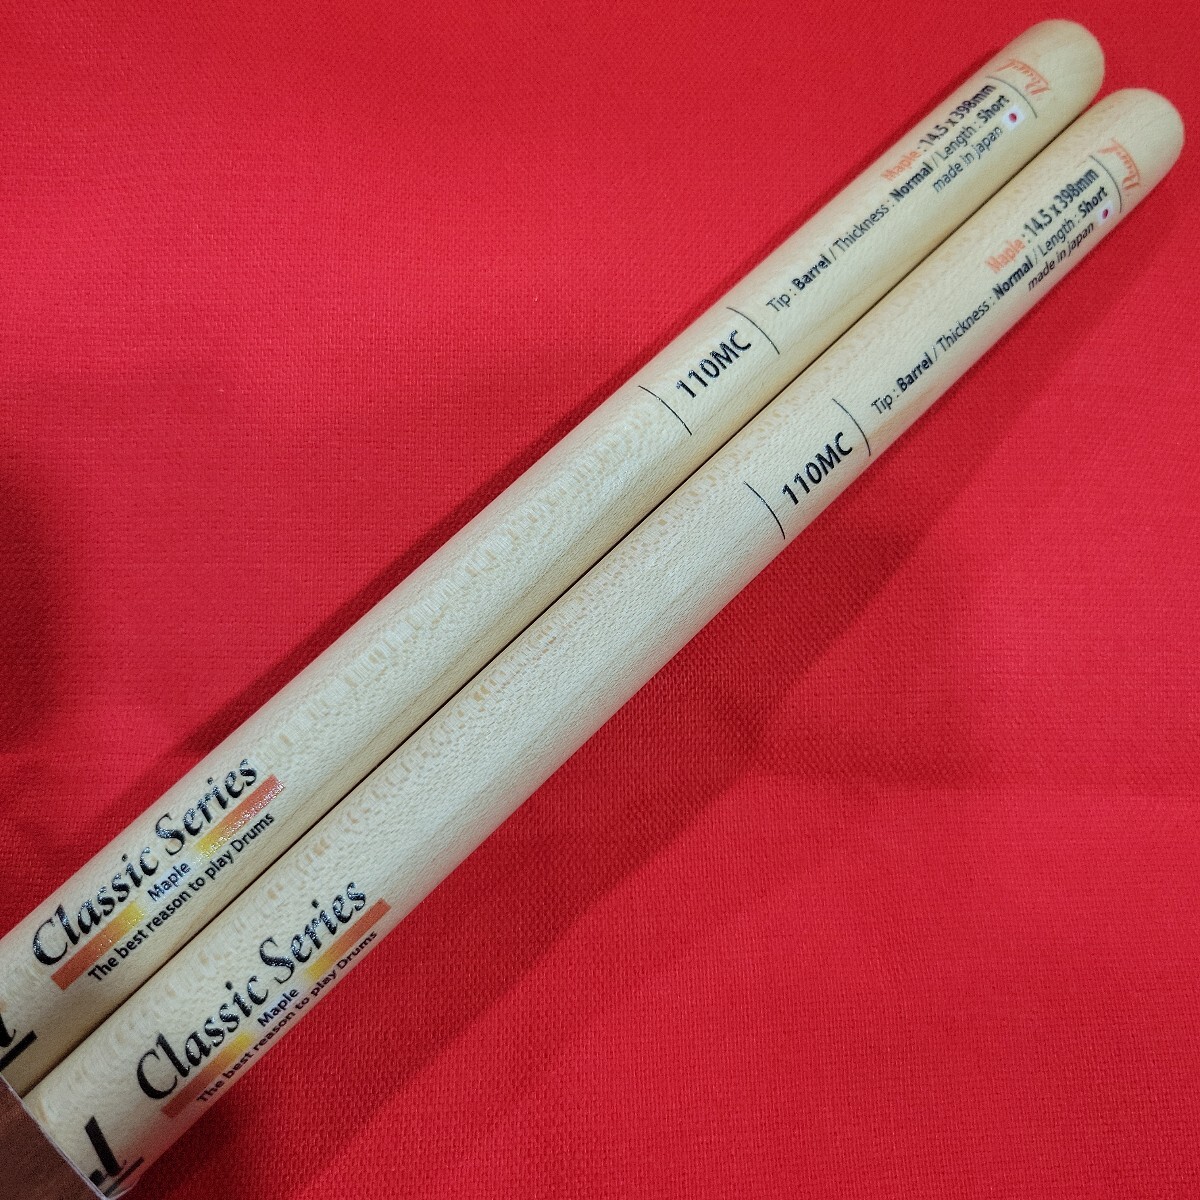 Pearl
Maple : 14.5 x 398mm
Tip : Barrel / Thickness : Normal / Length : Short
made in Japan
110MC
Classic Series
Maple
The best reason to play Drums
Pearl
Maple : 14.5 x 398mm
Tip : Barrel / Thickness : Normal / Length : Short
made in Japan
110MC
Classic Series
Maple
The best reason to play Drums